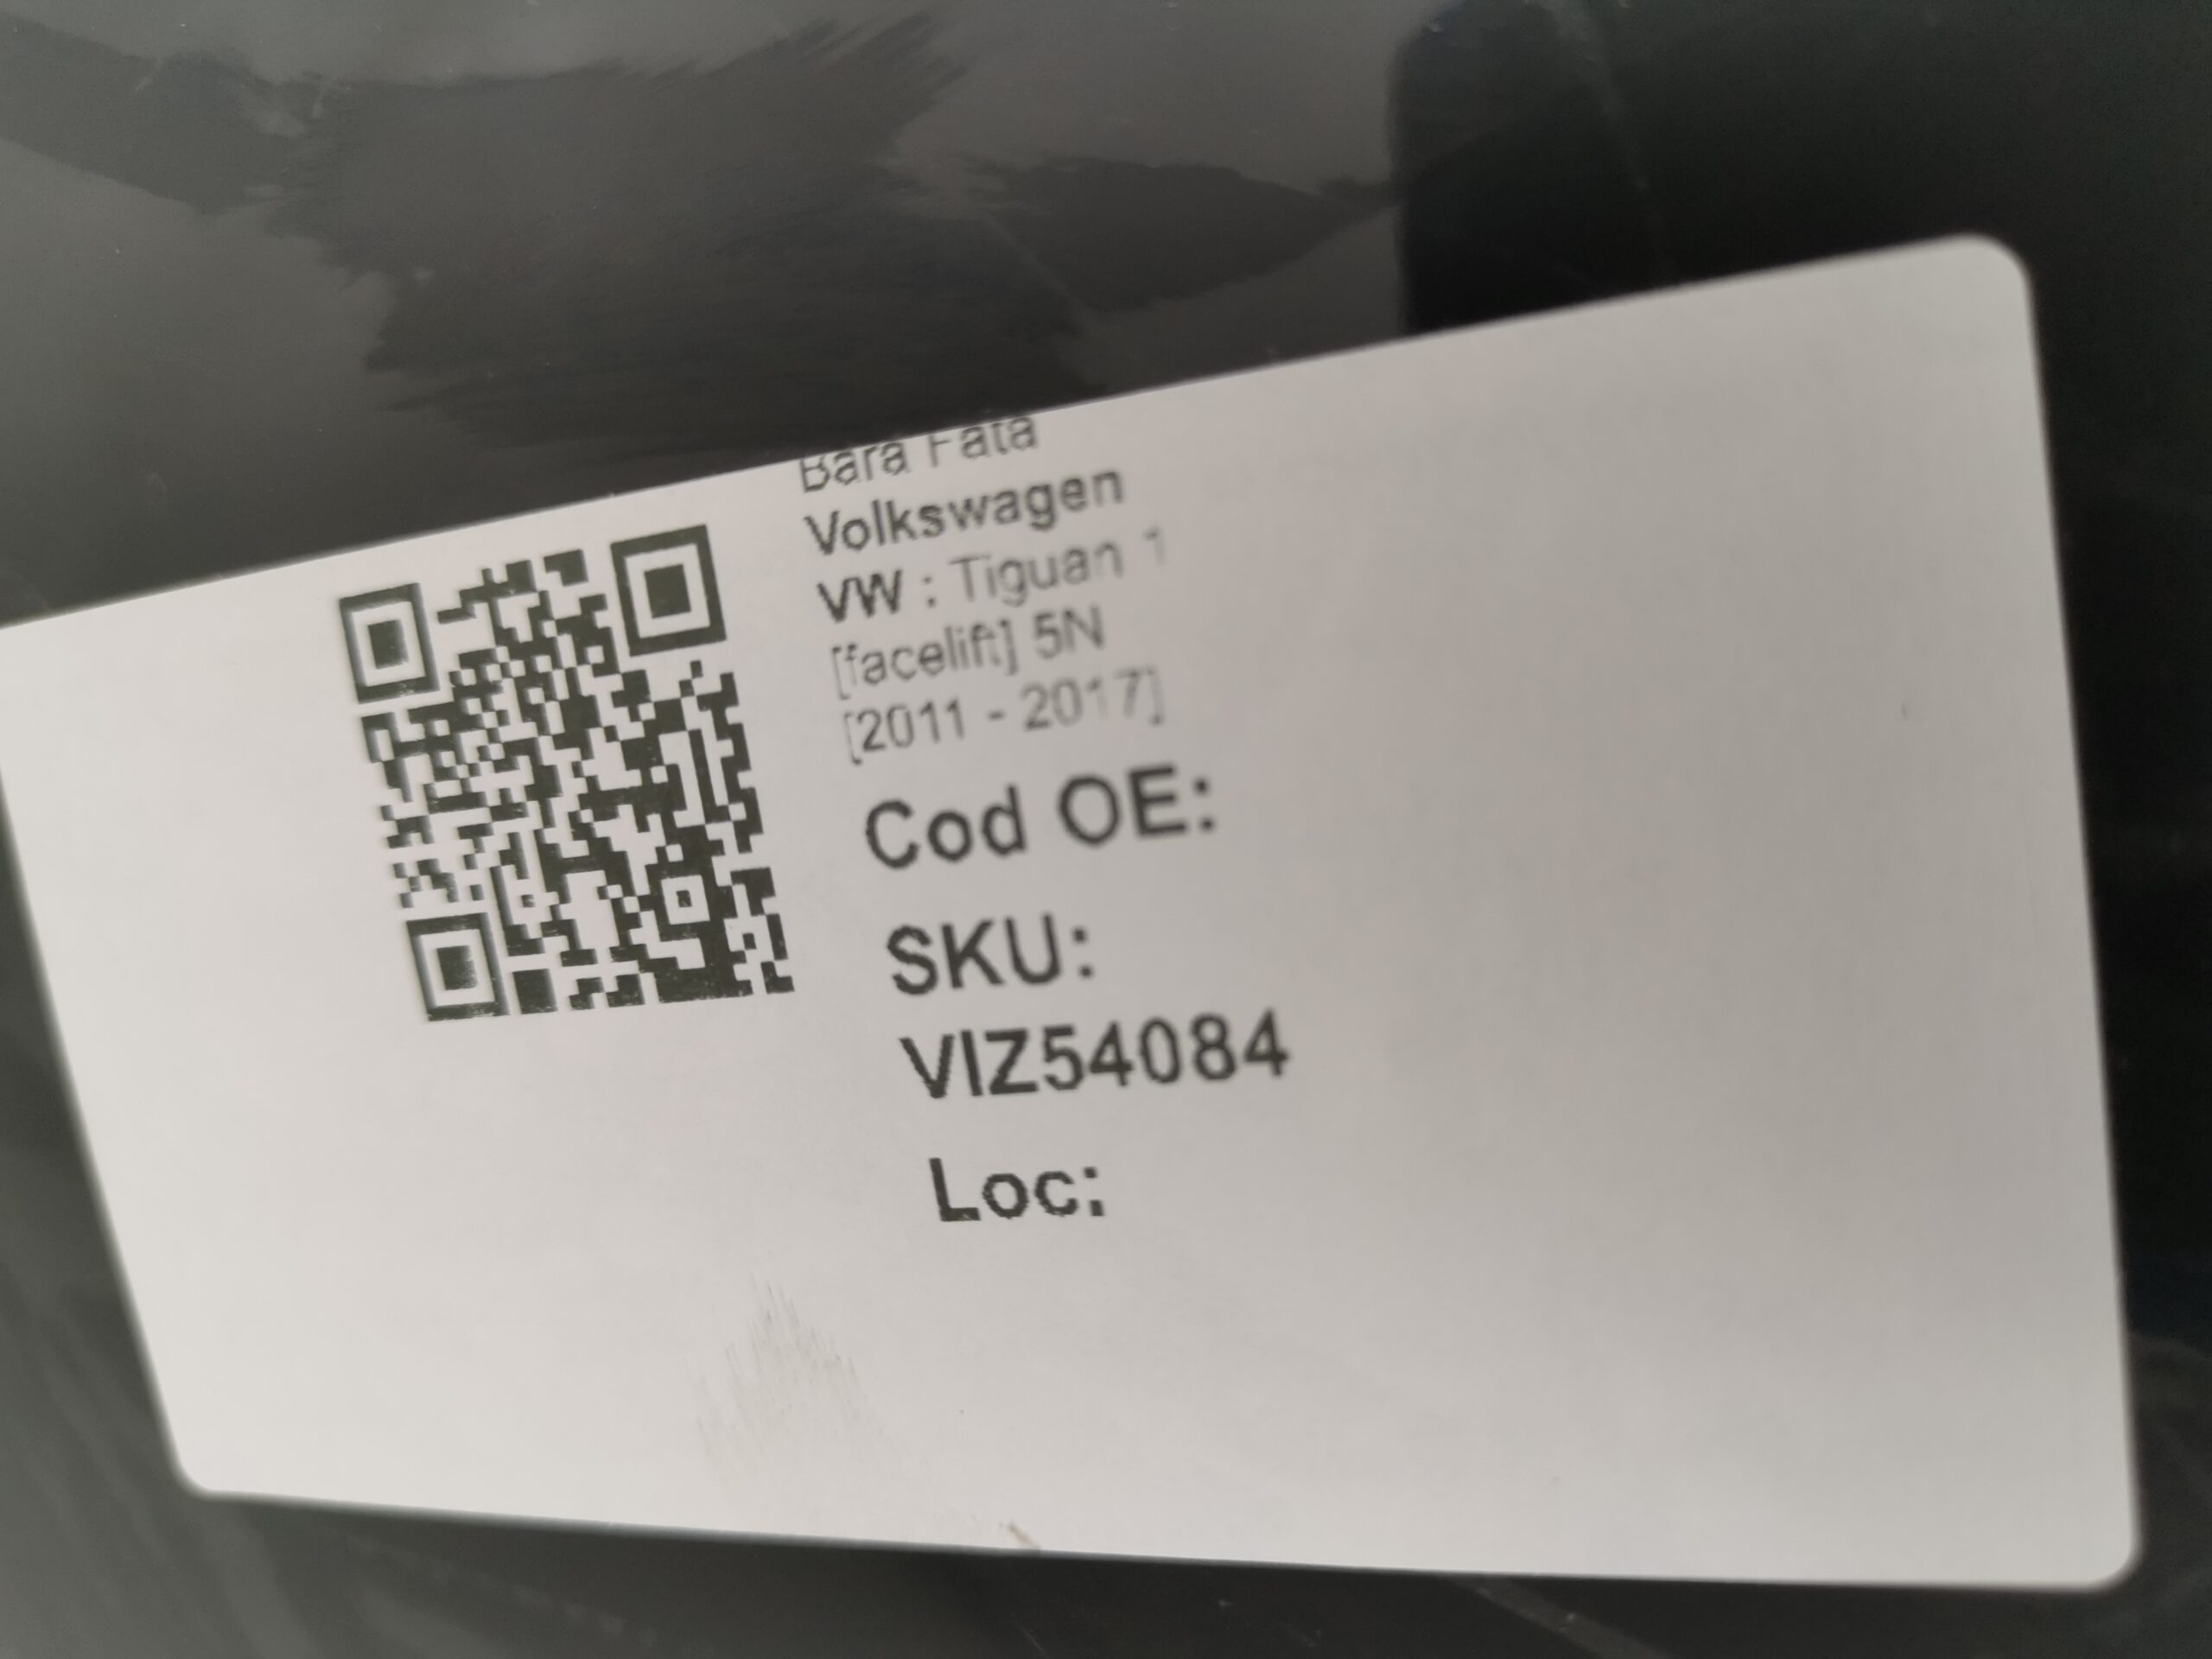 Bara Fata
Volkswagen
VW : Tiguan 1
[facelift] 5N
[2011 - 2017]
Cod OE:
SKU:
VIZ54084
Loc: